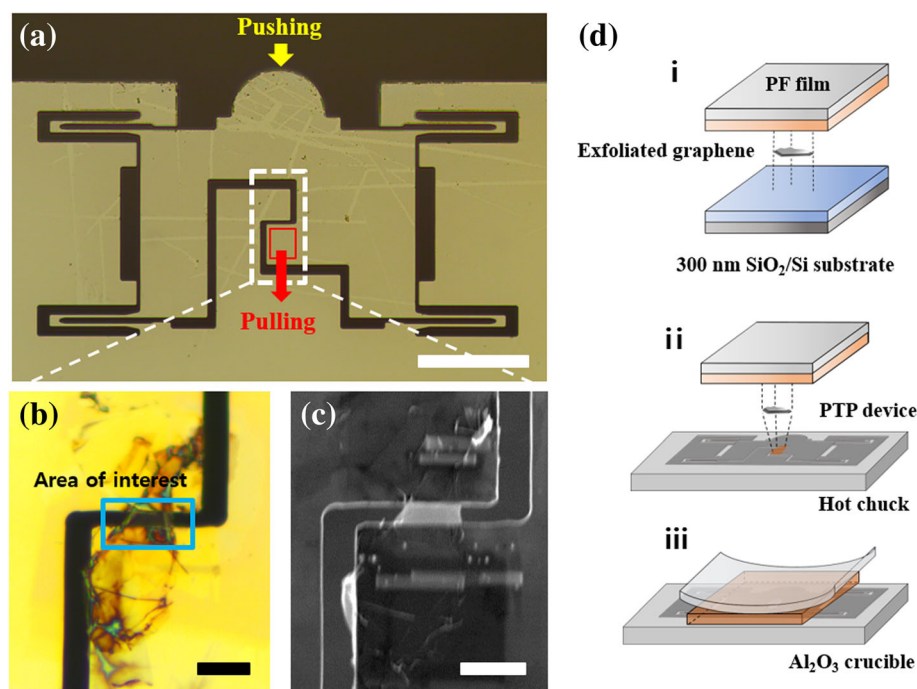 (a)
Pushing
Pulling
(b)
Area of interest
(c)
(d)
i
PF film
Exfoliated graphene
300 nm SiO₂/Si substrate
ii
PTP device
Hot chuck
iii
Al₂O₃ crucible